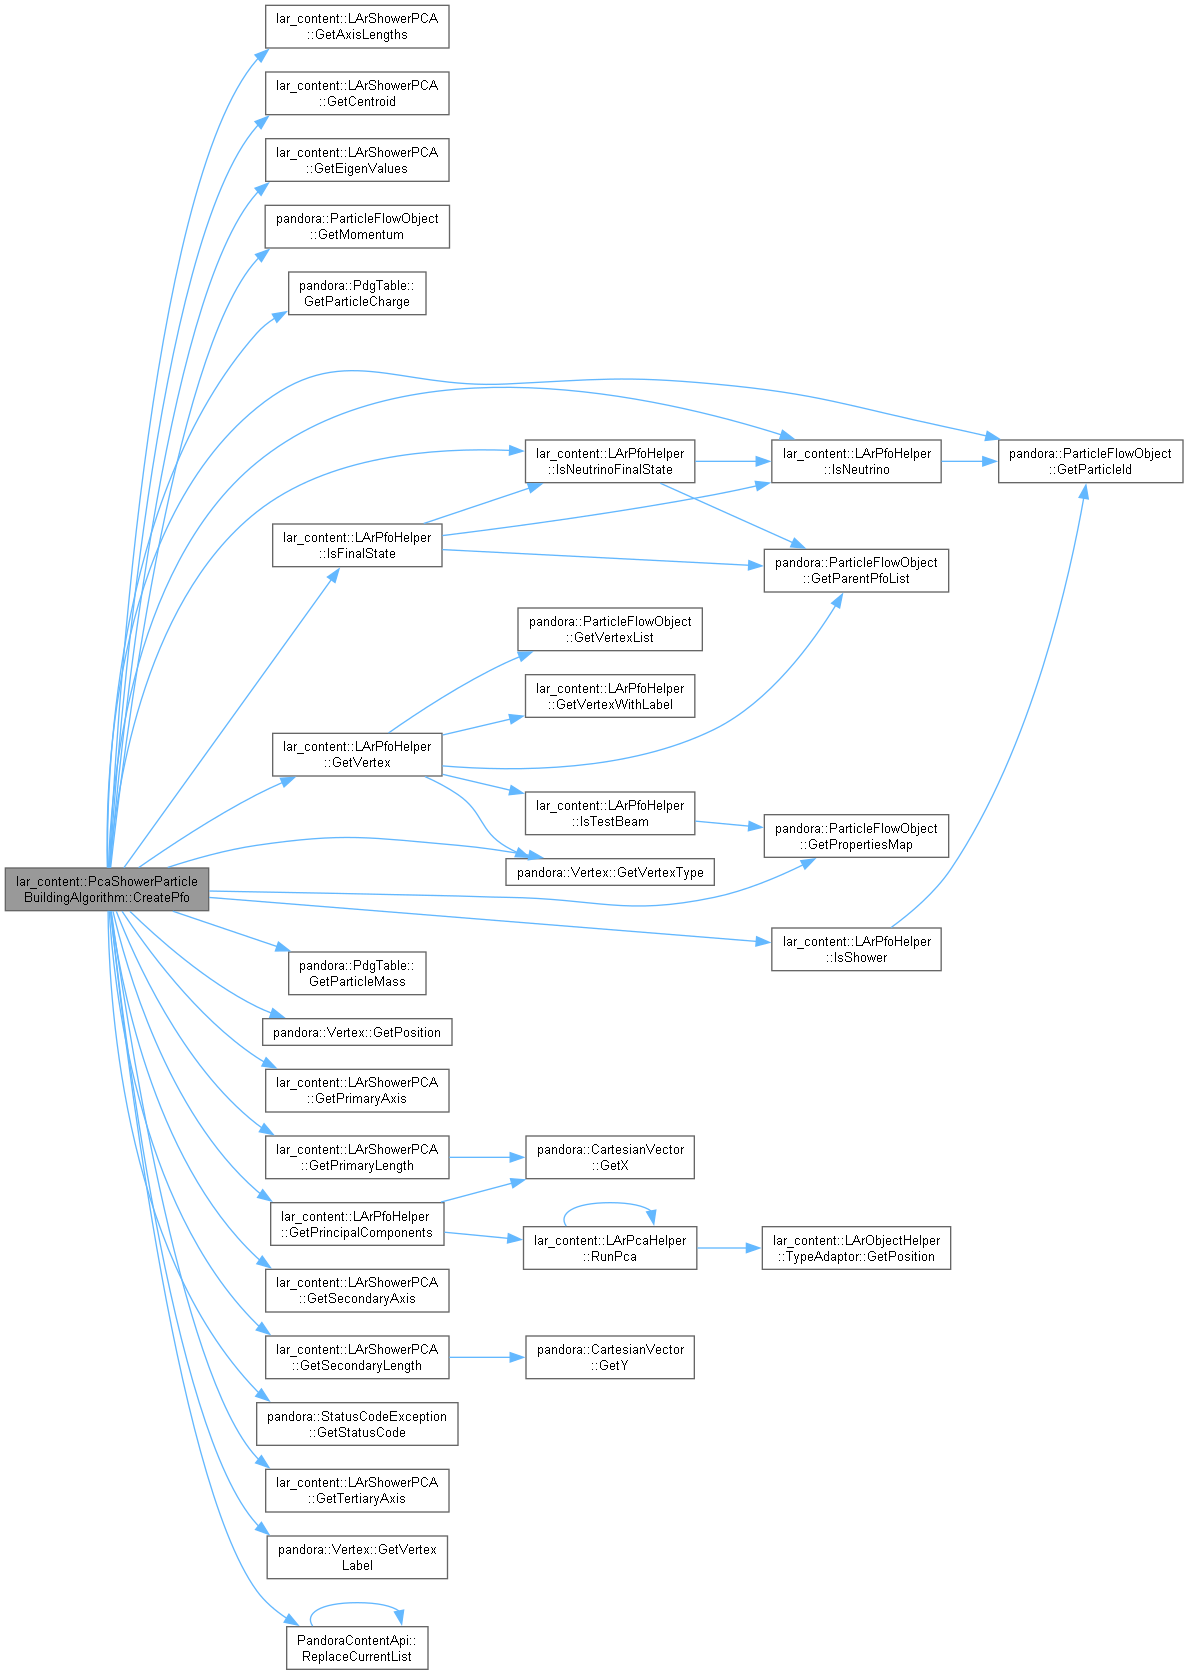 lar_content::LArShowerPCA
::GetAxisLengths
lar_content::LArShowerPCA
::GetCentroid
lar_content::LArShowerPCA
::GetEigenValues
pandora::ParticleFlowObject
::GetMomentum
pandora::PdgTable::
GetParticleCharge
lar_content::LArPfoHelper
::IsNeutrinoFinalState
lar_content::LArPfoHelper
::IsNeutrino
pandora::ParticleFlowObject
::GetParticleId
lar_content::LArPfoHelper
::IsFinalState
pandora::ParticleFlowObject
::GetParentPfoList
pandora::ParticleFlowObject
::GetVertexList
lar_content::LArPfoHelper
::GetVertexWithLabel
lar_content::LArPfoHelper
::GetVertex
lar_content::LArPfoHelper
::IsTestBeam
pandora::ParticleFlowObject
::GetPropertiesMap
pandora::Vertex::GetVertexType
lar_content::PcaShowerParticle
BuildingAlgorithm::CreatePfo
lar_content::LArPfoHelper
::IsShower
pandora::PdgTable::
GetParticleMass
pandora::Vertex::GetPosition
lar_content::LArShowerPCA
::GetPrimaryAxis
lar_content::LArShowerPCA
::GetPrimaryLength
pandora::CartesianVector
::GetX
lar_content::LArPfoHelper
::GetPrincipalComponents
lar_content::LArPcaHelper
::RunPca
lar_content::LArObjectHelper
::TypeAdaptor::GetPosition
lar_content::LArShowerPCA
::GetSecondaryAxis
lar_content::LArShowerPCA
::GetSecondaryLength
pandora::CartesianVector
::GetY
pandora::StatusCodeException
::GetStatusCode
lar_content::LArShowerPCA
::GetTertiaryAxis
pandora::Vertex::GetVertex
Label
PandoraContentApi::
ReplaceCurrentList